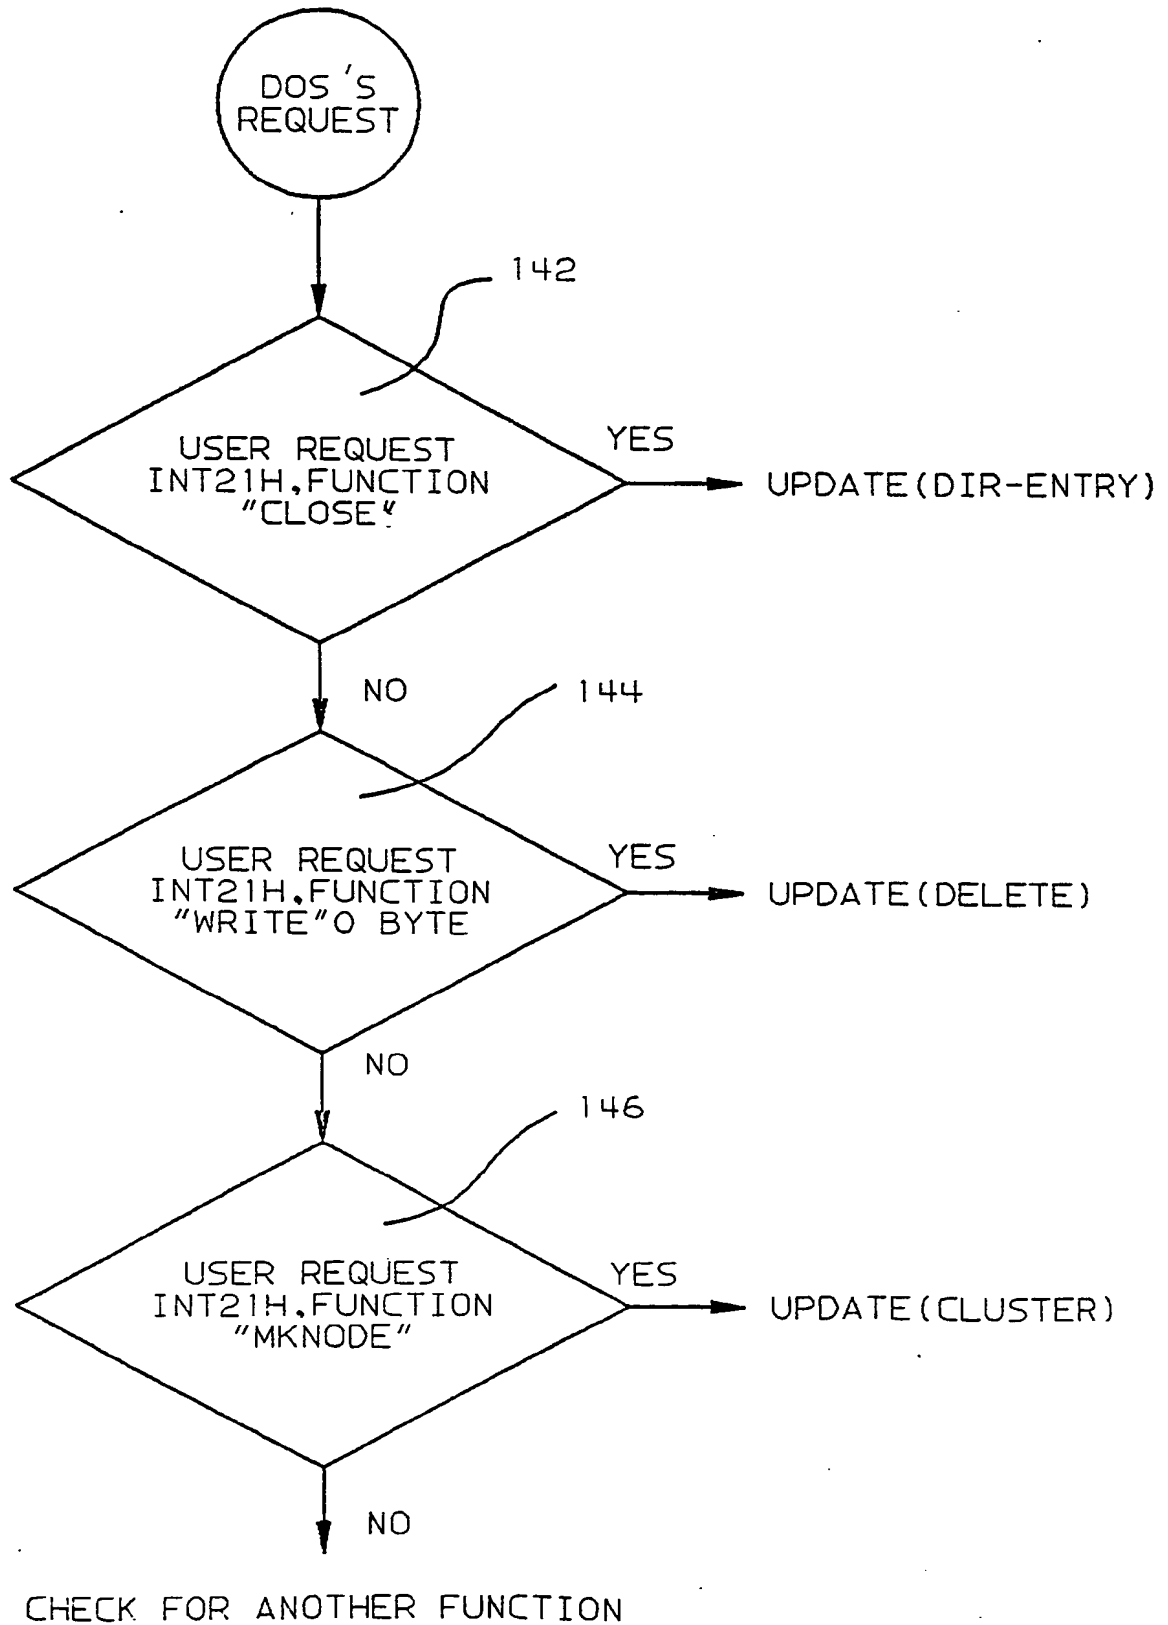 DOS'S
REQUEST
142
USER REQUEST
INT21H.FUNCTION
"CLOSE"
YES
UPDATE(DIR-ENTRY)
NO
144
USER REQUEST
INT21H.FUNCTION
"WRITE"0 BYTE
YES
UPDATE(DELETE)
NO
146
USER REQUEST
INT21H.FUNCTION
"MKNODE"
YES
UPDATE(CLUSTER)
NO
CHECK FOR ANOTHER FUNCTION